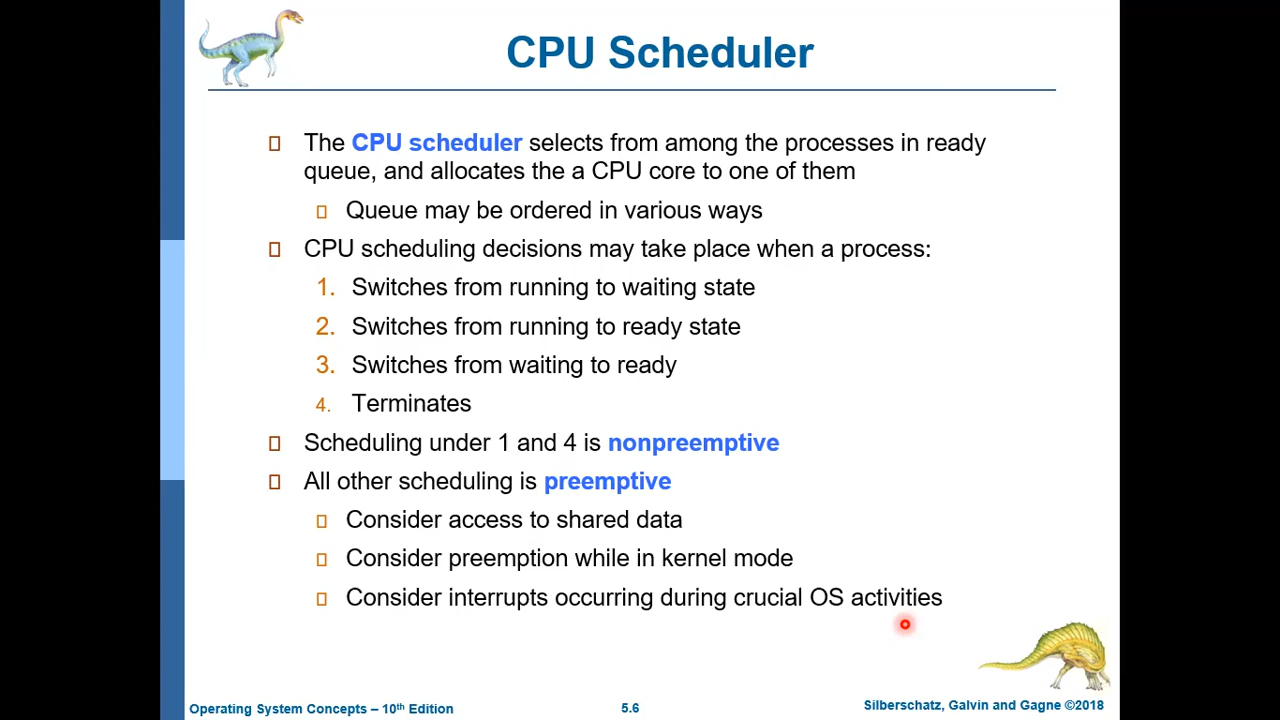 CPU Scheduler
The CPU scheduler selects from among the processes in ready
queue, and allocates the a CPU core to one of them
Queue may be ordered in various ways
CPU scheduling decisions may take place when a process:
1. Switches from running to waiting state
2. Switches from running to ready state
3. Switches from waiting to ready
4. Terminates
Scheduling under 1 and 4 is nonpreemptive
All other scheduling is preemptive
Consider access to shared data
Consider preemption while in kernel mode
Consider interrupts occurring during crucial OS activities
Operating System Concepts – 10th Edition
5.6
Silberschatz, Galvin and Gagne ©2018